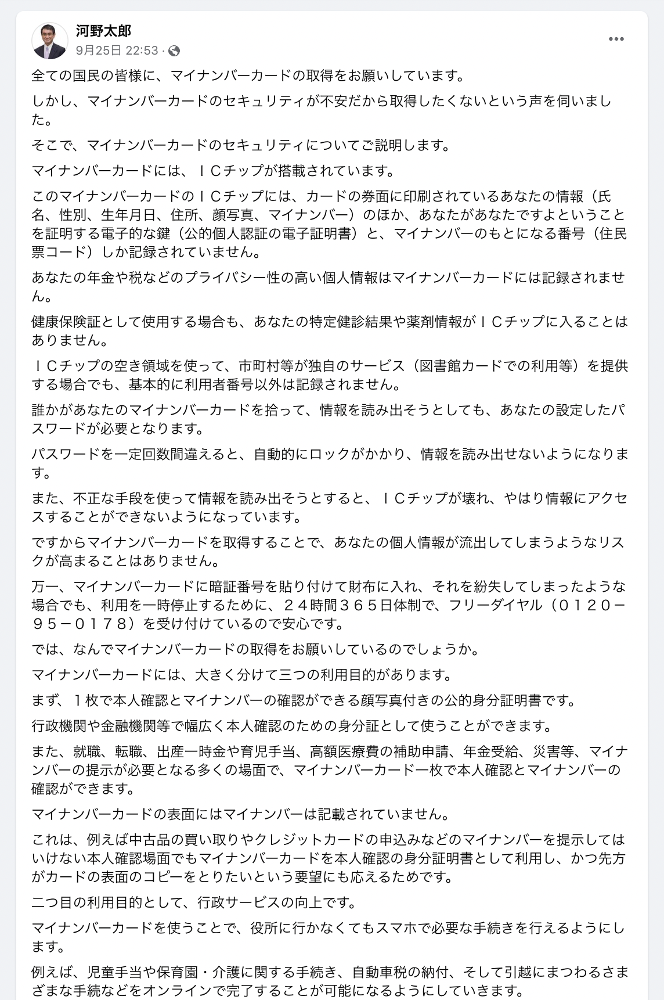 河野太郎
9月25日 22:53 ·
全ての国民の皆様に、マイナンバーカードの取得をお願いしています。
しかし、マイナンバーカードのセキュリティが不安だから取得したくないという声を伺いまし
た。
そこで、マイナンバーカードのセキュリティについてご説明します。
マイナンバーカードには、ＩＣチップが搭載されています。
このマイナンバーカードのＩＣチップには、カードの券面に印刷されているあなたの情報（氏
名、性別、生年月日、住所、顔写真、マイナンバー）のほか、あなたがあなたですよということ
を証明する電子的な鍵（公的個人認証の電子証明書）と、マイナンバーのもとになる番号（住民
票コード）しか記録されていません。
あなたの年金や税などのプライバシー性の高い個人情報はマイナンバーカードには記録されませ
ん。
健康保険証として使用する場合も、あなたの特定健診結果や薬剤情報がＩＣチップに入ることは
ありません。
ＩＣチップの空き領域を使って、市町村等が独自のサービス（図書館カードでの利用等）を提供
する場合でも、基本的に利用者番号以外は記録されません。
誰かがあなたのマイナンバーカードを拾って、情報を読み出そうとしても、あなたの設定したパ
スワードが必要となります。
パスワードを一定回数間違えると、自動的にロックがかかり、情報を読み出せないようになりま
す。
また、不正な手段を使って情報を読み出そうとすると、ＩＣチップが壊れ、やはり情報にアクセ
スすることができないようになっています。
ですからマイナンバーカードを取得することで、あなたの個人情報が流出してしまうようなリス
クが高まることはありません。
万一、マイナンバーカードに暗証番号を貼り付けて財布に入れ、それを紛失してしまったような
場合でも、利用を一時停止するために、２４時間３６５日体制で、フリーダイヤル（０１２０－
９５－０１７８）を受け付けているので安心です。
では、なんでマイナンバーカードの取得をお願いしているのでしょうか。
マイナンバーカードには、大きく分けて三つの利用目的があります。
まず、１枚で本人確認とマイナンバーの確認ができる顔写真付きの公的身分証明書です。
行政機関や金融機関等で幅広く本人確認のための身分証として使うことができます。
また、就職、転職、出産一時金や育児手当、高額医療費の補助申請、年金受給、災害等、マイナ
ンバーの提示が必要となる多くの場面で、マイナンバーカード一枚で本人確認とマイナンバーの
確認ができます。
マイナンバーカードの表面にはマイナンバーは記載されていません。
これは、例えば中古品の買い取りやクレジットカードの申込みなどのマイナンバーを提示しては
いけない本人確認場面でもマイナンバーカードを本人確認の身分証明書として利用し、かつ先方
がカードの表面のコピーをとりたいという要望にも応えるためです。
二つ目の利用目的として、行政サービスの向上です。
マイナンバーカードを使うことで、役所に行かなくてもスマホで必要な手続きを行えるようにし
ます。
例えば、児童手当や保育園・介護に関する手続き、自動車税の納付、そして引越にまつわるさま
ざまな手続などをオンラインで完了することが可能になるようにしていきます。